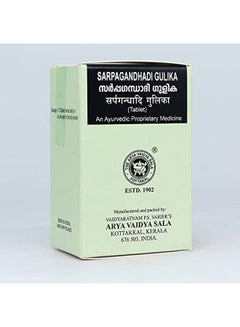 SARPAGANDHADI GULIKA
സർപ്പഗന്ധാദി ഗുളിക
सर्पगन्धादि गुलिका
(Tablet)
An Ayurvedic Proprietary Medicine
®
ESTD. 1902
Manufactured and packed by:
VAIDYARATNAM P.S. VARIER'S
ARYA VAIDYA SALA
KOTTAKKAL, KERALA
676 503, INDIA.